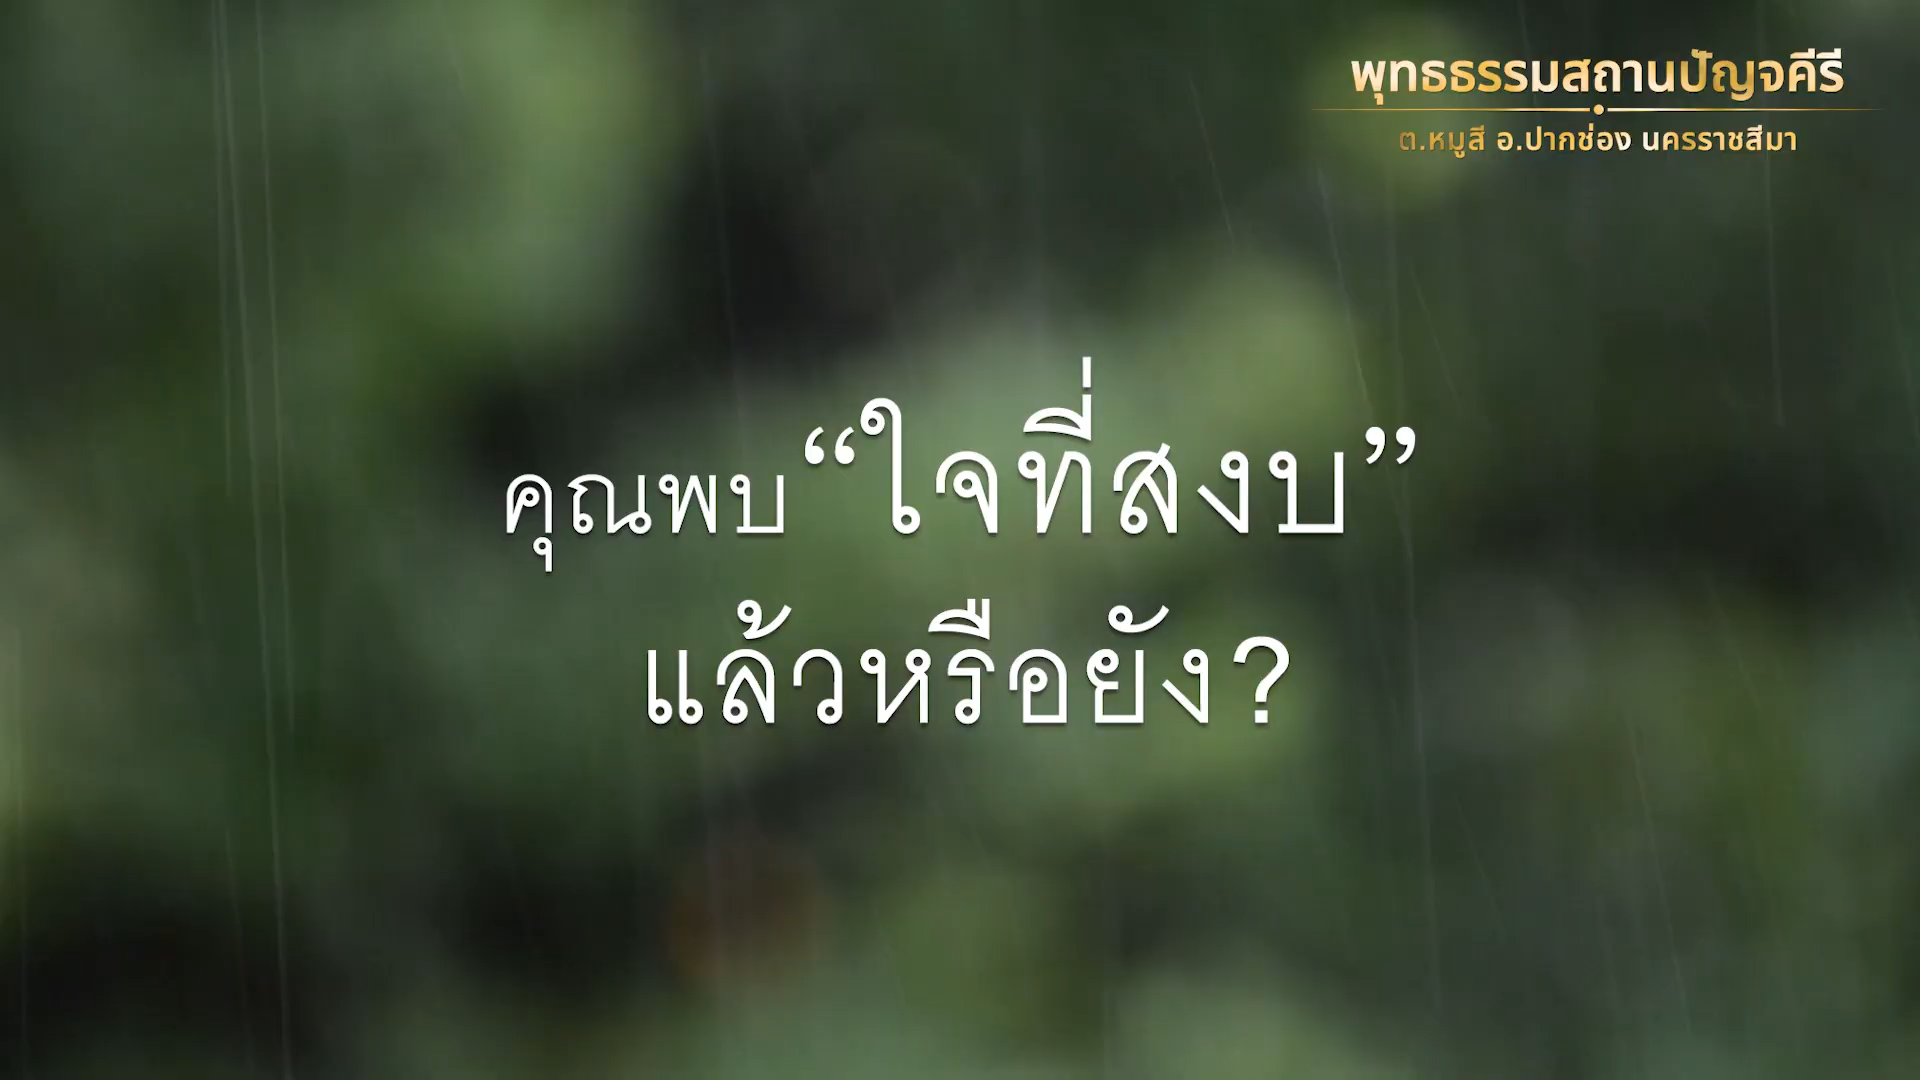 พุทธธรรมสถานปัญจคีรี
ต.หมูสี อ.ปากช่อง นครราชสีมา
คุณพบ “ใจที่สงบ”
แล้วหรือยัง?